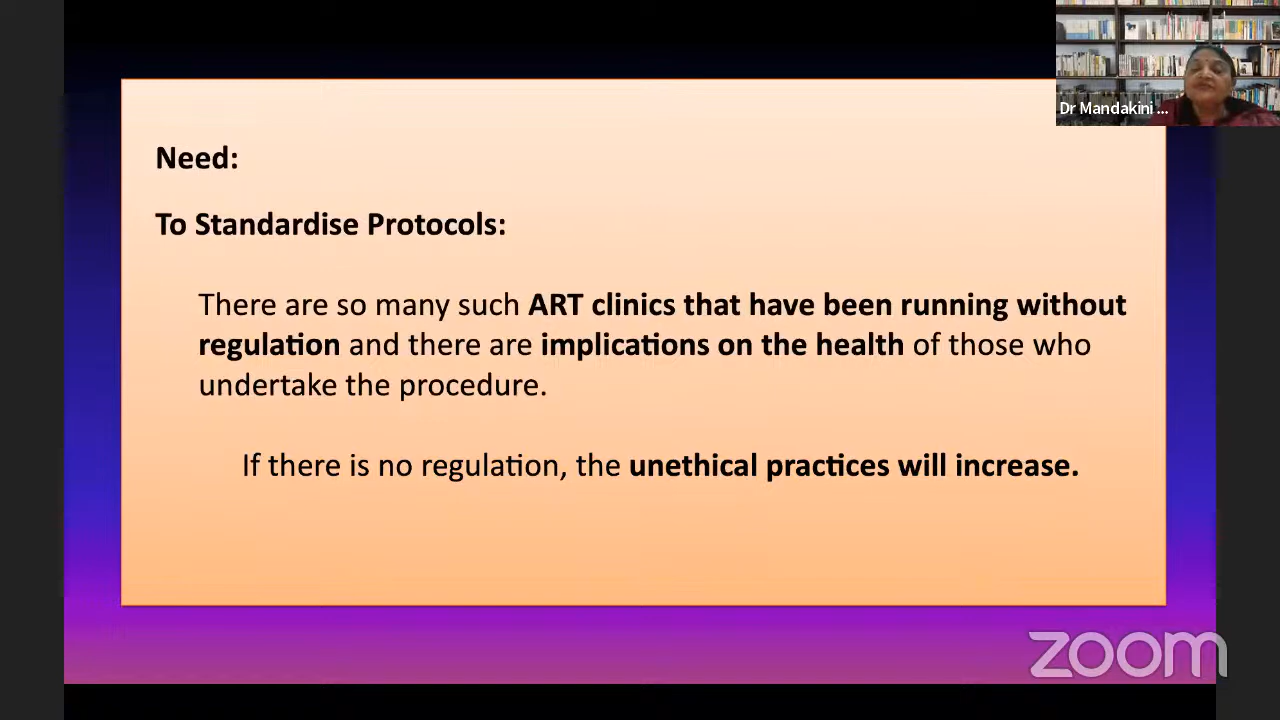 Dr Mandakini ...
Need:
To Standardise Protocols:
There are so many such ART clinics that have been running without
regulation and there are implications on the health of those who
undertake the procedure.
If there is no regulation, the unethical practices will increase.
zoom